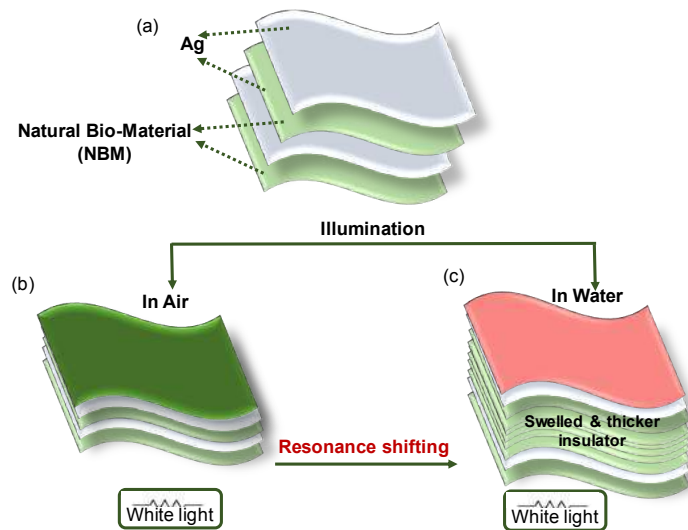 (a)
Ag
Natural Bio-Material
(NBM)
Illumination
(b)
In Air
(c)
In Water
Swelled & thicker
insulator
Resonance shifting
White light
White light